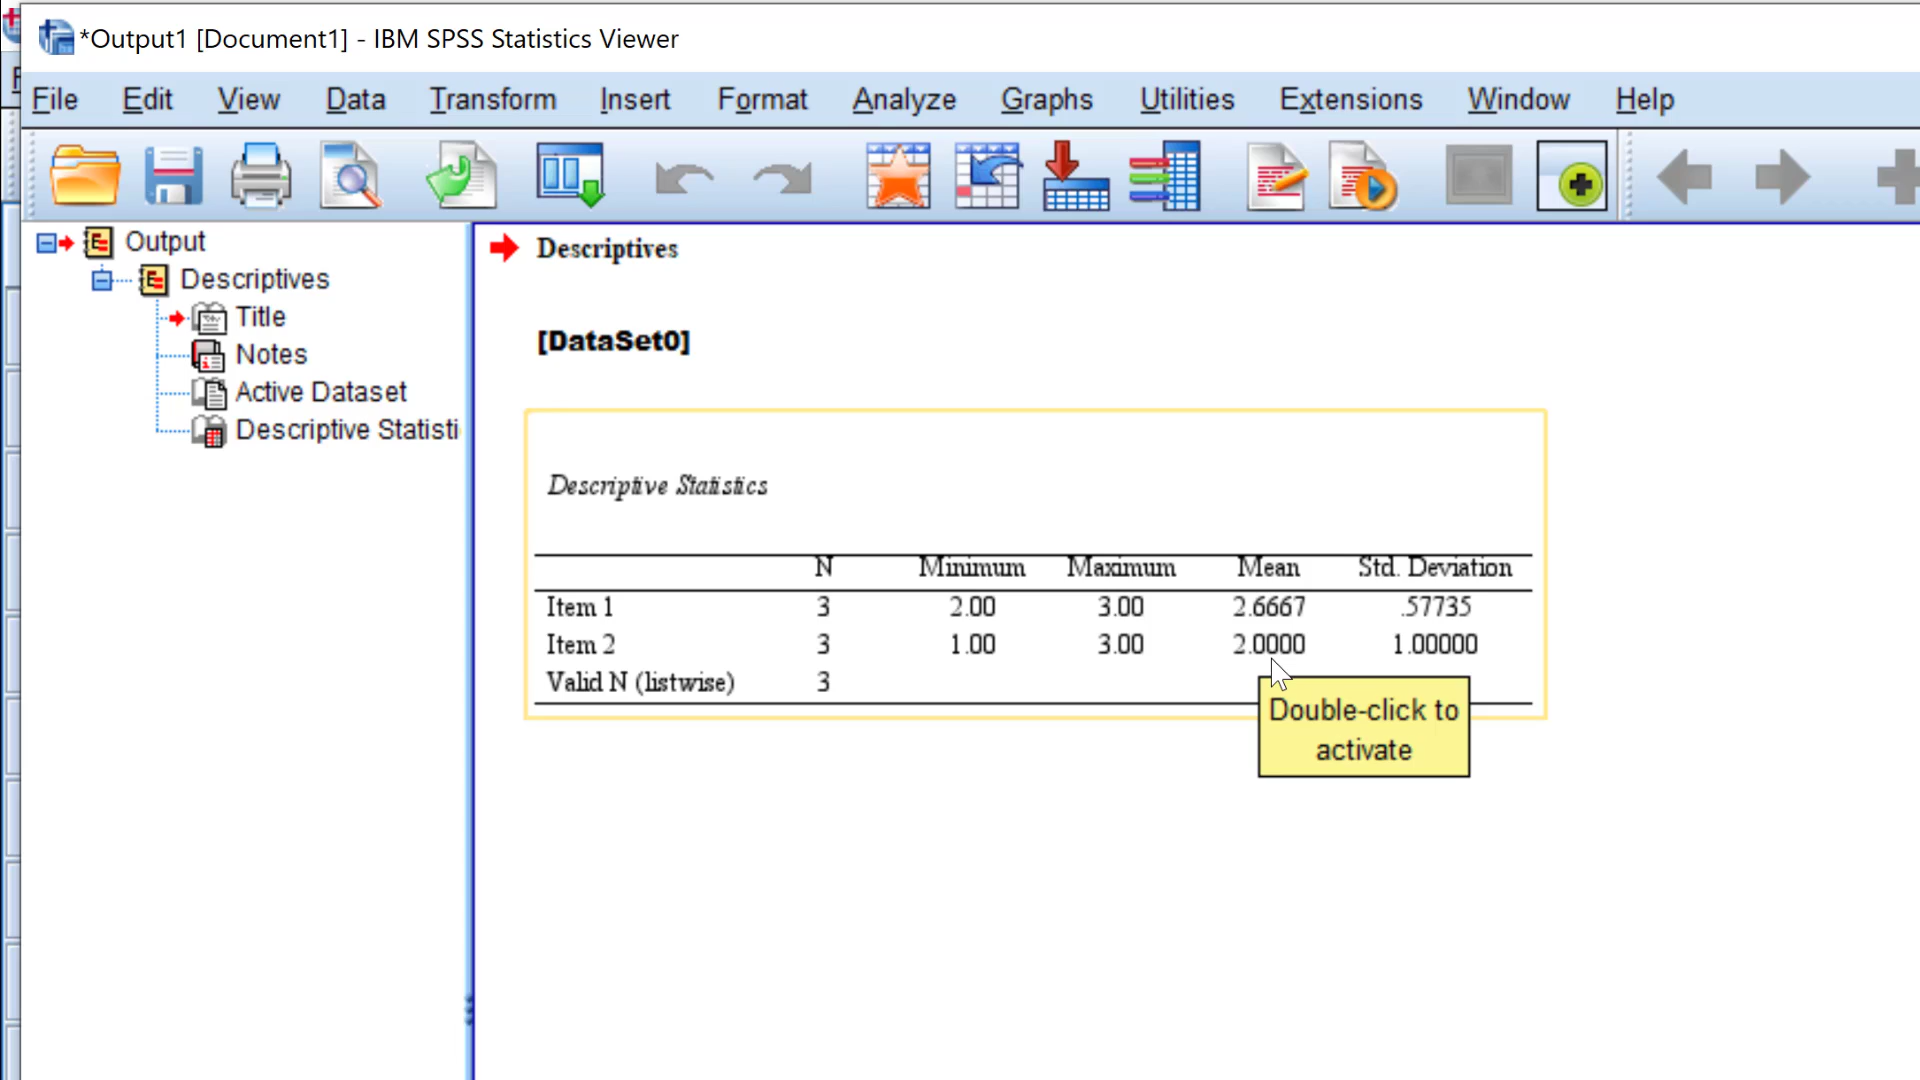 *Output1 [Document1] - IBM SPSS Statistics Viewer
File Edit View Data Transform Insert Format Analyze Graphs Utilities Extensions Window Help
Output
Descriptives
Title
Notes
Active Dataset
Descriptive Statisti
Descriptives
[DataSet0]
Descriptive Statistics
N Minimum Maximum Mean Std. Deviation
Item 1 3 2.00 3.00 2.6667 .57735
Item 2 3 1.00 3.00 2.0000 1.00000
Valid N (listwise) 3
Double-click to
activate